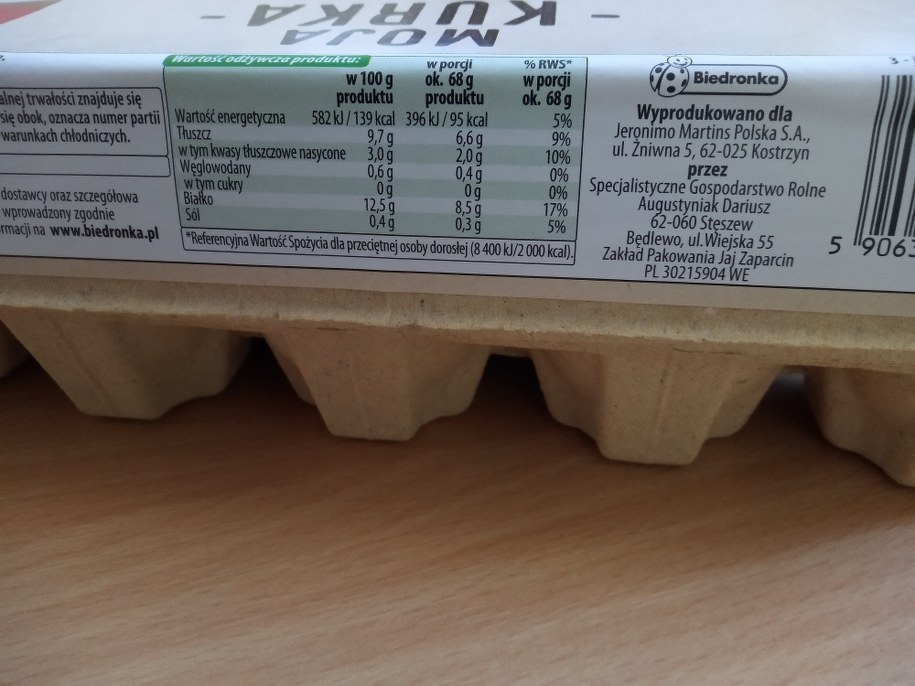 MOJA
- KURKA -
alnej trwałości znajduje się
się obok, oznacza numer partii
warunkach chłodniczych.
dostawcy oraz szczegółowa
wprowadzony zgodnie
rmacji na www.biedronka.pl
Wartość odżywcza produktu:
w 100 g produktu w porcji ok. 68 g produktu % RWS* w porcji ok. 68 g
Wartość energetyczna 582 kJ / 139 kcal 396 kJ / 95 kcal 5%
Tłuszcz 9,7 g 6,6 g 9%
w tym kwasy tłuszczowe nasycone 3,0 g 2,0 g 10%
Węglowodany 0,6 g 0,4 g 0%
w tym cukry 0 g 0 g 0%
Białko 12,5 g 8,5 g 17%
Sól 0,4 g 0,3 g 5%
*Referencyjna Wartość Spożycia dla przeciętnej osoby dorosłej (8 400 kJ/2 000 kcal).
Biedronka
Wyprodukowano dla
Jeronimo Martins Polska S.A.,
ul. Żniwna 5, 62-025 Kostrzyn
przez
Specjalistyczne Gospodarstwo Rolne
Augustyniak Dariusz
62-060 Stęszew
Będlewo, ul. Wiejska 55
Zakład Pakowania Jaj Zaparcin
PL 30215904 WE
5 9063